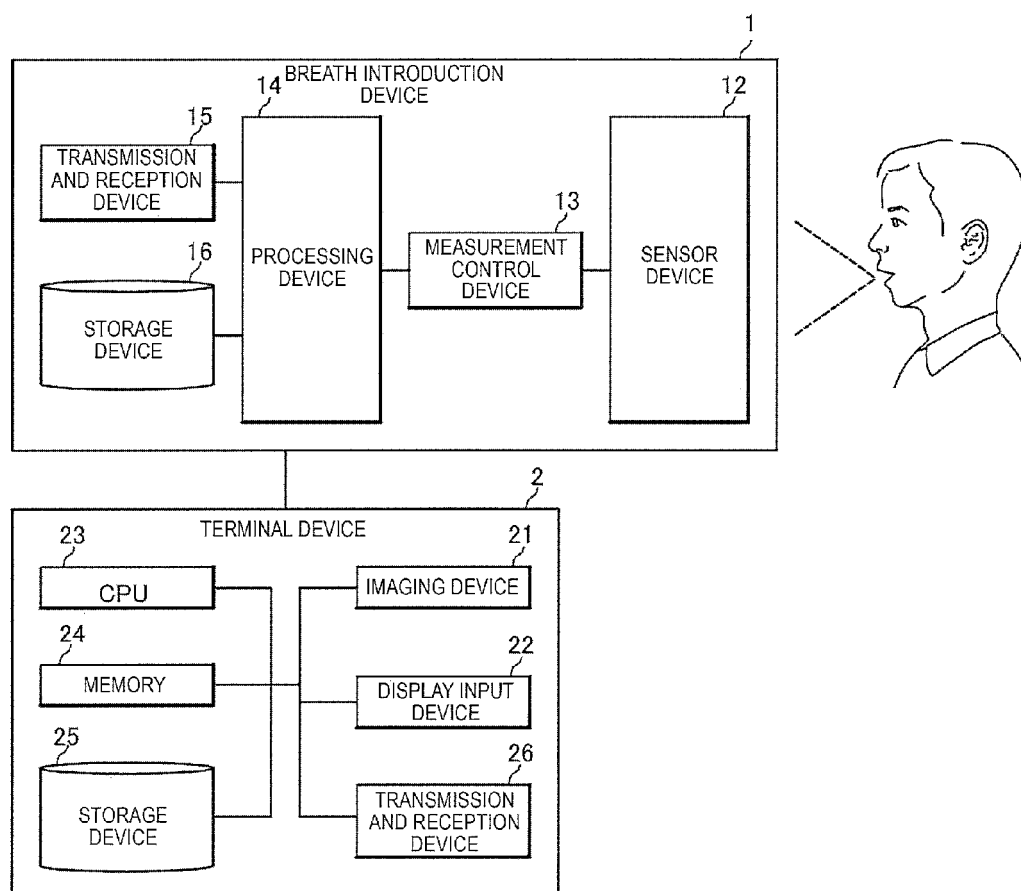 1
BREATH INTRODUCTION
DEVICE
14
12
15
TRANSMISSION
AND RECEPTION
DEVICE
13
PROCESSING
DEVICE
MEASUREMENT
CONTROL
DEVICE
SENSOR
DEVICE
16
STORAGE
DEVICE
2
TERMINAL DEVICE
23
CPU
21
IMAGING DEVICE
24
MEMORY
22
DISPLAY INPUT
DEVICE
25
STORAGE
DEVICE
26
TRANSMISSION
AND RECEPTION
DEVICE